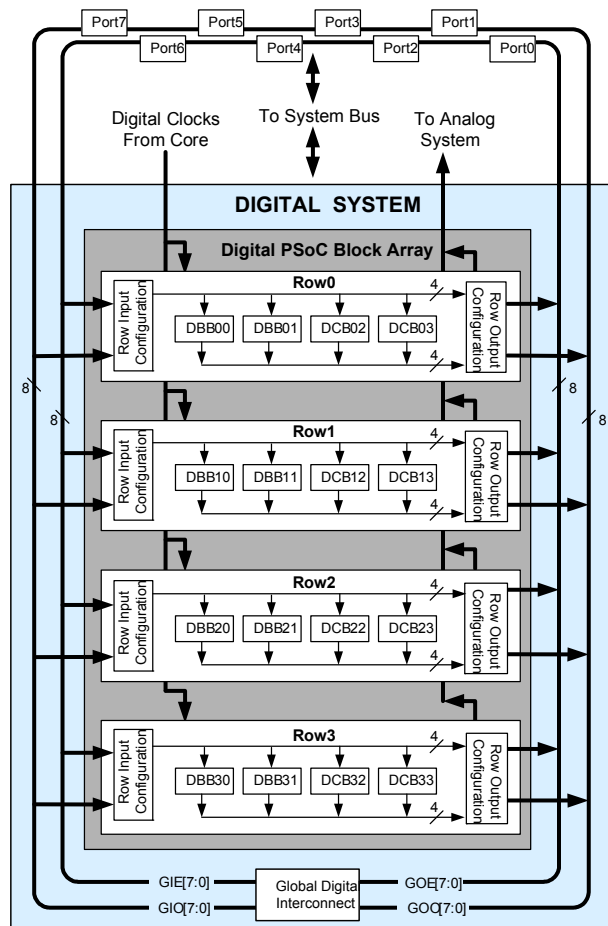 Port7 Port5 Port3 Port1
Port6 Port4 Port2 Port0
Digital Clocks
From Core
To System Bus
To Analog
System
DIGITAL SYSTEM
Digital PSoC Block Array
Row0
Row Input
Configuration
4
DBB00 DBB01 DCB02 DCB03
4
Row Output
Configuration
8 8
8 8
Row1
Row Input
Configuration
4
DBB10 DBB11 DCB12 DCB13
4
Row Output
Configuration
Row2
Row Input
Configuration
4
DBB20 DBB21 DCB22 DCB23
4
Row Output
Configuration
Row3
Row Input
Configuration
4
DBB30 DBB31 DCB32 DCB33
4
Row Output
Configuration
GIE[7:0]
GIO[7:0]
Global Digital
Interconnect
GOE[7:0]
GOO[7:0]